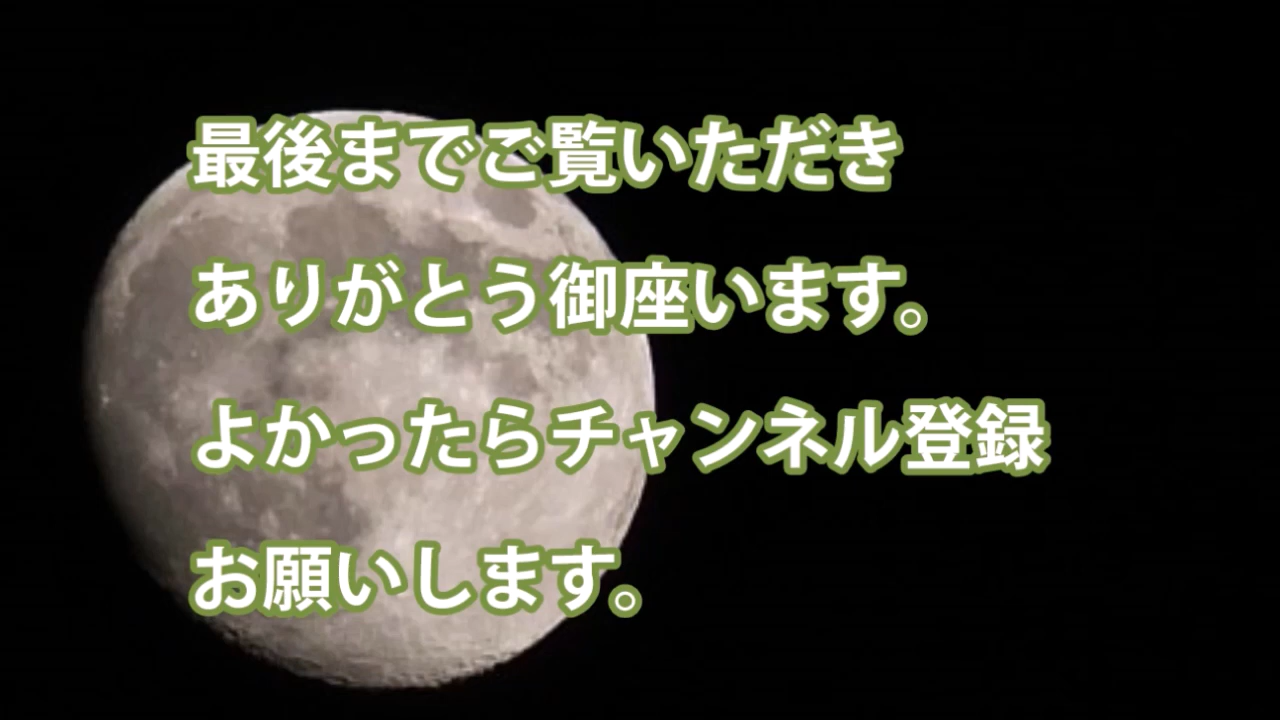 最後までご覧いただき
ありがとう御座います。
よかったらチャンネル登録
お願いします。